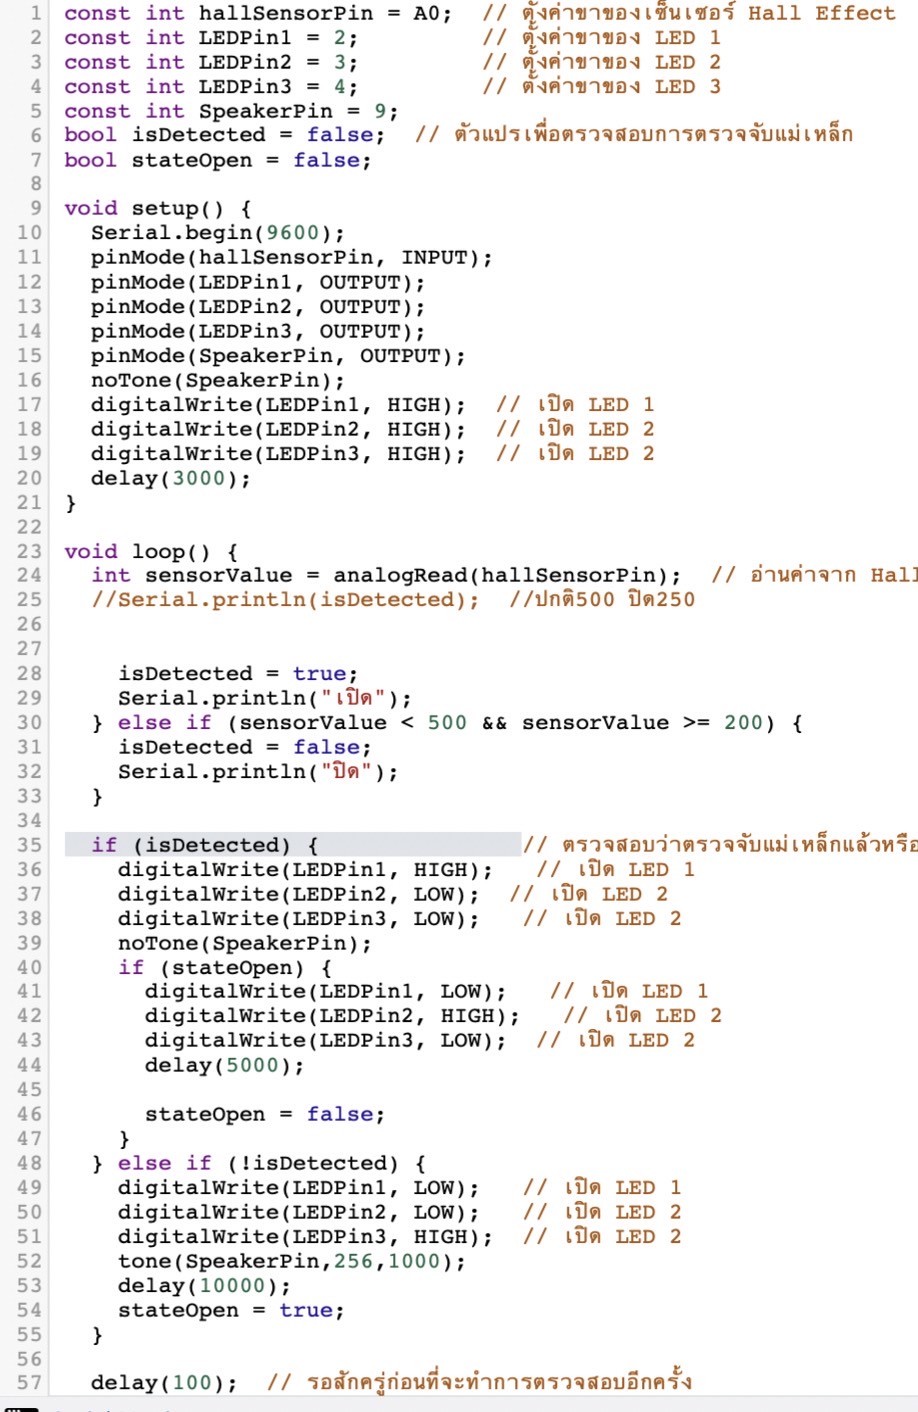 1 const int hallSensorPin = A0;  // ตั้งค่าขาของเซ็นเซอร์ Hall Effect
2 const int LEDPin1 = 2;         // ตั้งค่าขาของ LED 1
3 const int LEDPin2 = 3;         // ตั้งค่าขาของ LED 2
4 const int LEDPin3 = 4;         // ตั้งค่าขาของ LED 3
5 const int SpeakerPin = 9;
6 bool isDetected = false;  // ตัวแปรเพื่อตรวจสอบการตรวจจับแม่เหล็ก
7 bool stateOpen = false;
8
9 void setup() {
10   Serial.begin(9600);
11   pinMode(hallSensorPin, INPUT);
12   pinMode(LEDPin1, OUTPUT);
13   pinMode(LEDPin2, OUTPUT);
14   pinMode(LEDPin3, OUTPUT);
15   pinMode(SpeakerPin, OUTPUT);
16   noTone(SpeakerPin);
17   digitalWrite(LEDPin1, HIGH);  // เปิด LED 1
18   digitalWrite(LEDPin2, HIGH);  // เปิด LED 2
19   digitalWrite(LEDPin3, HIGH);  // เปิด LED 2
20   delay(3000);
21 }
22
23 void loop() {
24   int sensorValue = analogRead(hallSensorPin);  // อ่านค่าจาก Hall
25   //Serial.println(isDetected);  //ปกติ500 ปิด250
26
27
28     isDetected = true;
29     Serial.println("เปิด");
30   } else if (sensorValue < 500 && sensorValue >= 200) {
31     isDetected = false;
32     Serial.println("ปิด");
33   }
34
35   if (isDetected) {               // ตรวจสอบว่าตรวจจับแม่เหล็กแล้วหรือ
36     digitalWrite(LEDPin1, HIGH);   // เปิด LED 1
37     digitalWrite(LEDPin2, LOW);  // เปิด LED 2
38     digitalWrite(LEDPin3, LOW);   // เปิด LED 2
39     noTone(SpeakerPin);
40     if (stateOpen) {
41       digitalWrite(LEDPin1, LOW);   // เปิด LED 1
42       digitalWrite(LEDPin2, HIGH);   // เปิด LED 2
43       digitalWrite(LEDPin3, LOW);  // เปิด LED 2
44       delay(5000);
45
46       stateOpen = false;
47     }
48   } else if (!isDetected) {
49     digitalWrite(LEDPin1, LOW);   // เปิด LED 1
50     digitalWrite(LEDPin2, LOW);   // เปิด LED 2
51     digitalWrite(LEDPin3, HIGH);  // เปิด LED 2
52     tone(SpeakerPin,256,1000);
53     delay(10000);
54     stateOpen = true;
55   }
56
57   delay(100);  // รอสักครู่ก่อนที่จะทำการตรวจสอบอีกครั้ง